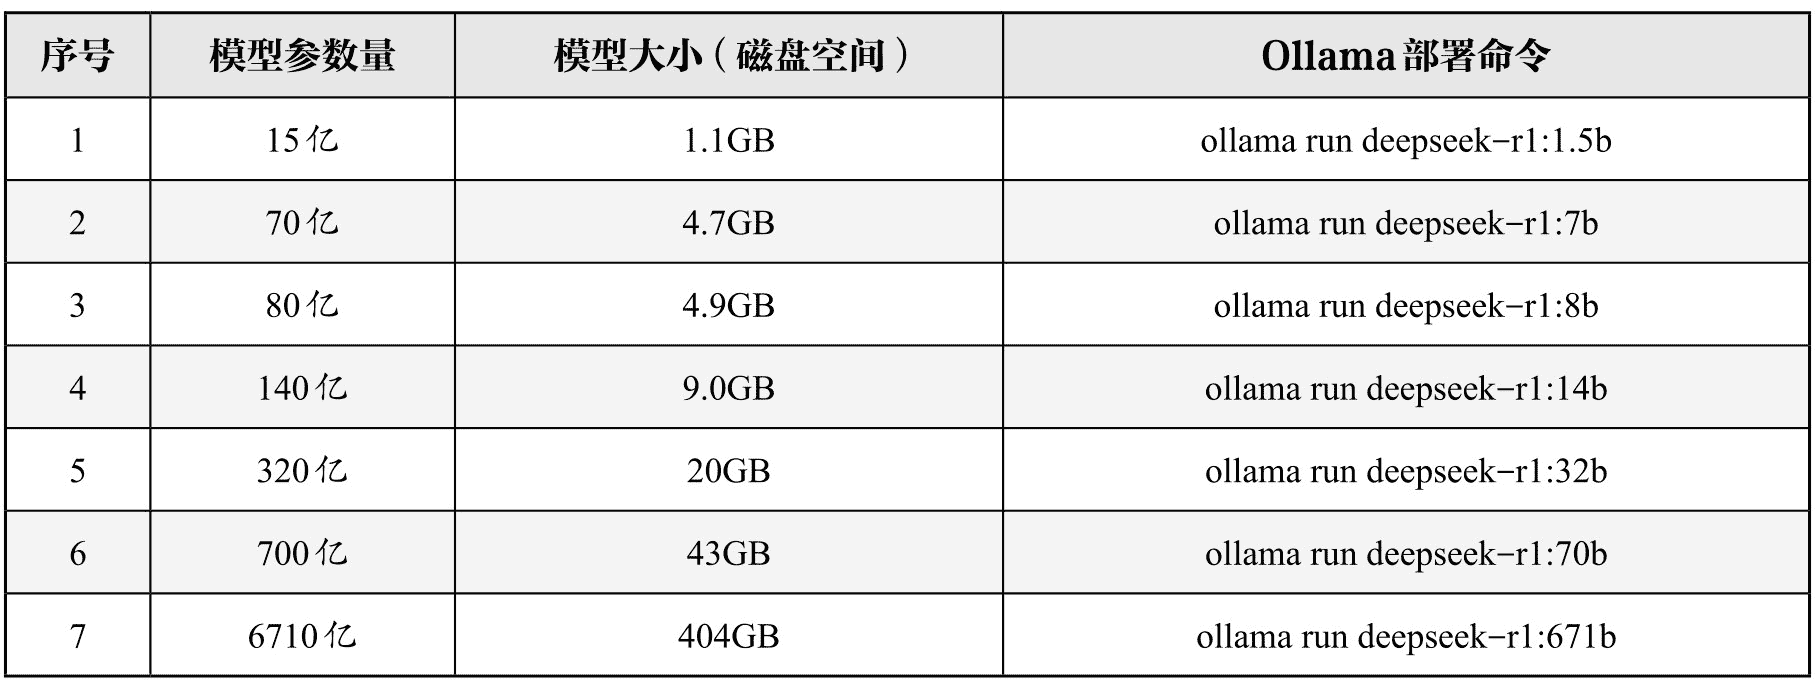 序号 模型参数量 模型大小（磁盘空间） Ollama部署命令
1 15亿 1.1GB ollama run deepseek-r1:1.5b
2 70亿 4.7GB ollama run deepseek-r1:7b
3 80亿 4.9GB ollama run deepseek-r1:8b
4 140亿 9.0GB ollama run deepseek-r1:14b
5 320亿 20GB ollama run deepseek-r1:32b
6 700亿 43GB ollama run deepseek-r1:70b
7 6710亿 404GB ollama run deepseek-r1:671b